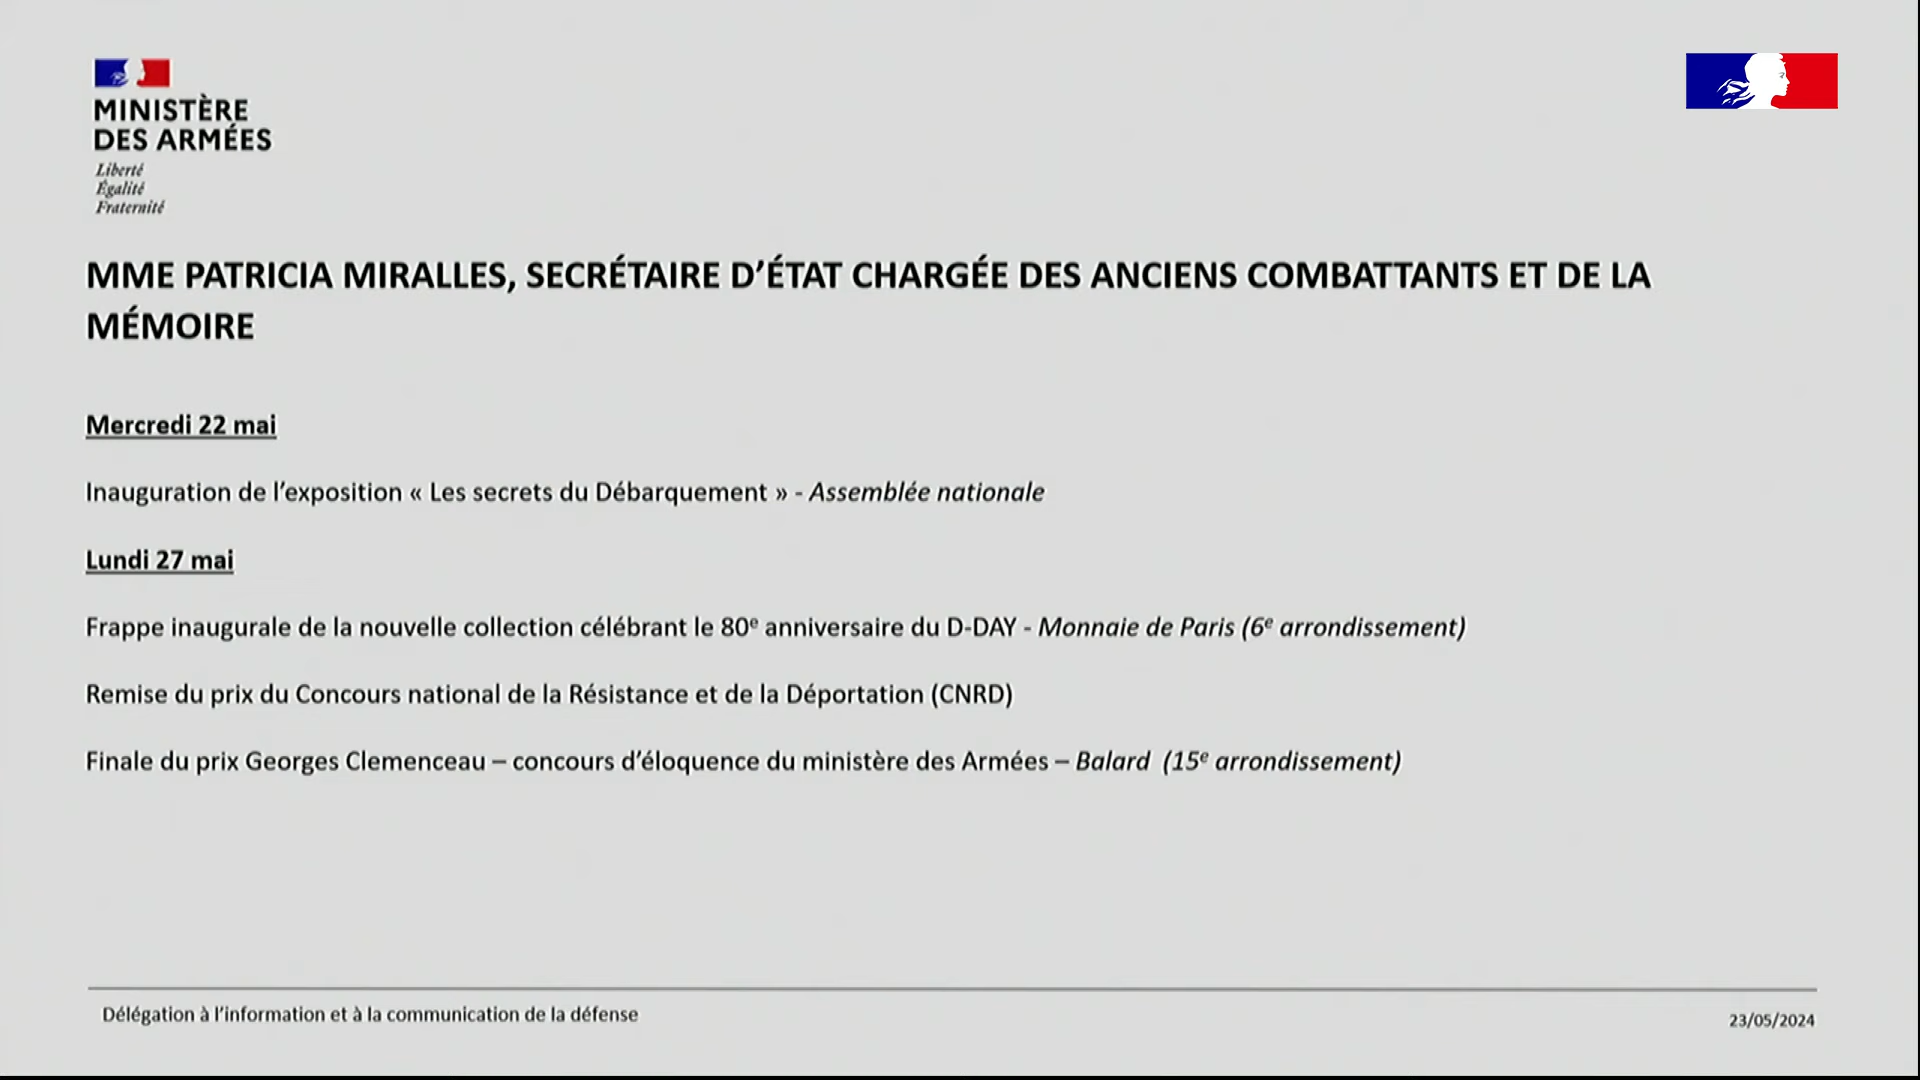 MINISTÈRE
DES ARMÉES
Liberté
Égalité
Fraternité
MME PATRICIA MIRALLES, SECRÉTAIRE D’ÉTAT CHARGÉE DES ANCIENS COMBATTANTS ET DE LA
MÉMOIRE
Mercredi 22 mai
Inauguration de l’exposition « Les secrets du Débarquement » - Assemblée nationale
Lundi 27 mai
Frappe inaugurale de la nouvelle collection célébrant le 80e anniversaire du D-DAY - Monnaie de Paris (6e arrondissement)
Remise du prix du Concours national de la Résistance et de la Déportation (CNRD)
Finale du prix Georges Clemenceau – concours d’éloquence du ministère des Armées – Balard (15e arrondissement)
Délégation à l’information et à la communication de la défense
23/05/2024